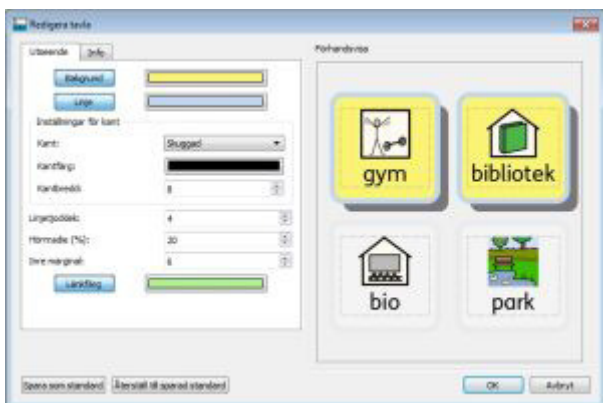 Redigera tavla
Utseende Info
Bakgrund
Linje
Inställningar för kant
Kant: Skuggad
Kantfärg:
Kantbredd: 8
Linjetjocklek: 4
Hörnradie (%): 20
Inre marginal: 6
Länkfärg
Spara som standard Återställ till sparad standard
Förhandsvisa
gym bibliotek
bio park
OK Avbryt